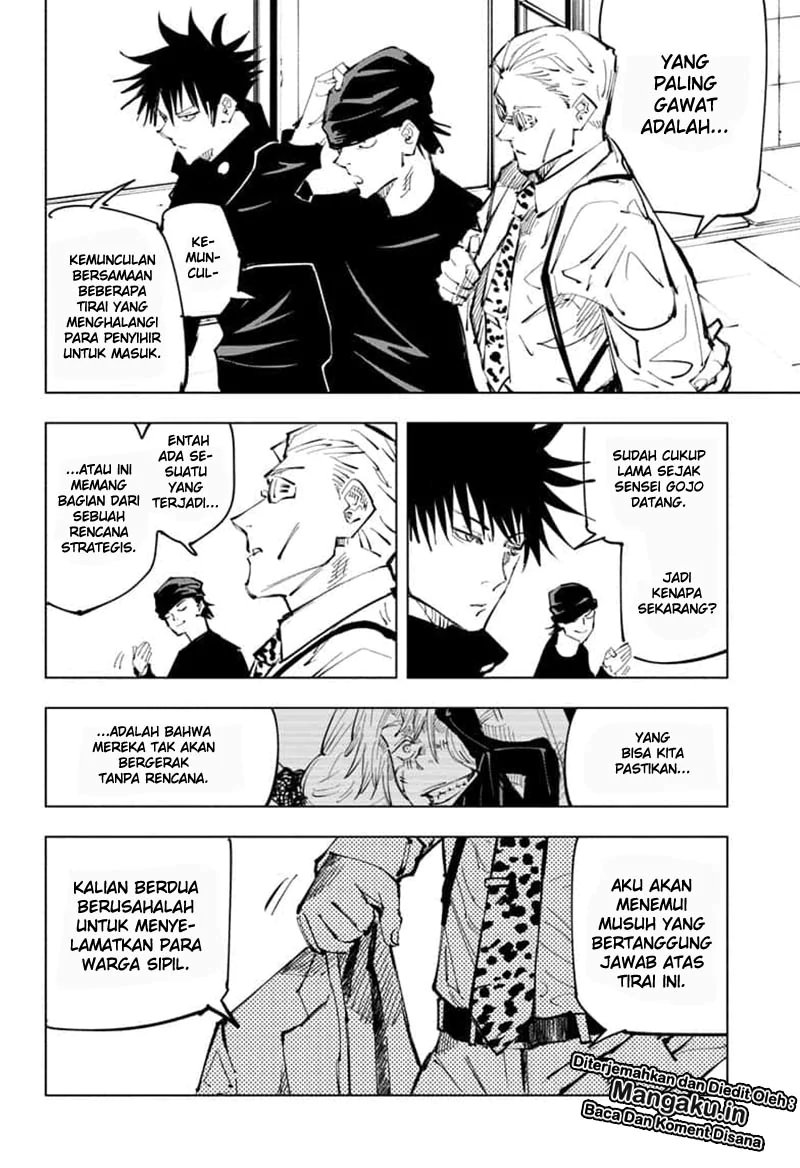 YANG
PALING
GAWAT
ADALAH...
KE-
MUN-
CUL-
KEMUNCULAN
BERSAMAAN
BEBERAPA
TIRAI YANG
MENGHALANGI
PARA PENYIHIR
UNTUK MASUK.
SUDAH CUKUP
LAMA SEJAK
SENSEI GOJO
DATANG.
JADI
KENAPA
SEKARANG?
ENTAH
ADA SE-
SUATU
YANG
TERJADI...
...ATAU INI
MEMANG
BAGIAN DARI
SEBUAH
RENCANA
STRATEGIS.
YANG
BISA KITA
PASTIKAN...
...ADALAH BAHWA
MEREKA TAK AKAN
BERGERAK
TANPA RENCANA.
AKU AKAN
MENEMUI
MUSUH YANG
BERTANGGUNG
JAWAB ATAS
TIRAI INI.
KALIAN BERDUA
BERUSAHALAH
UNTUK MENYE-
LAMATKAN PARA
WARGA SIPIL.
Diterjemahkan dan Diedit Oleh :
Mangaku.in
Baca Dan Koment Disana